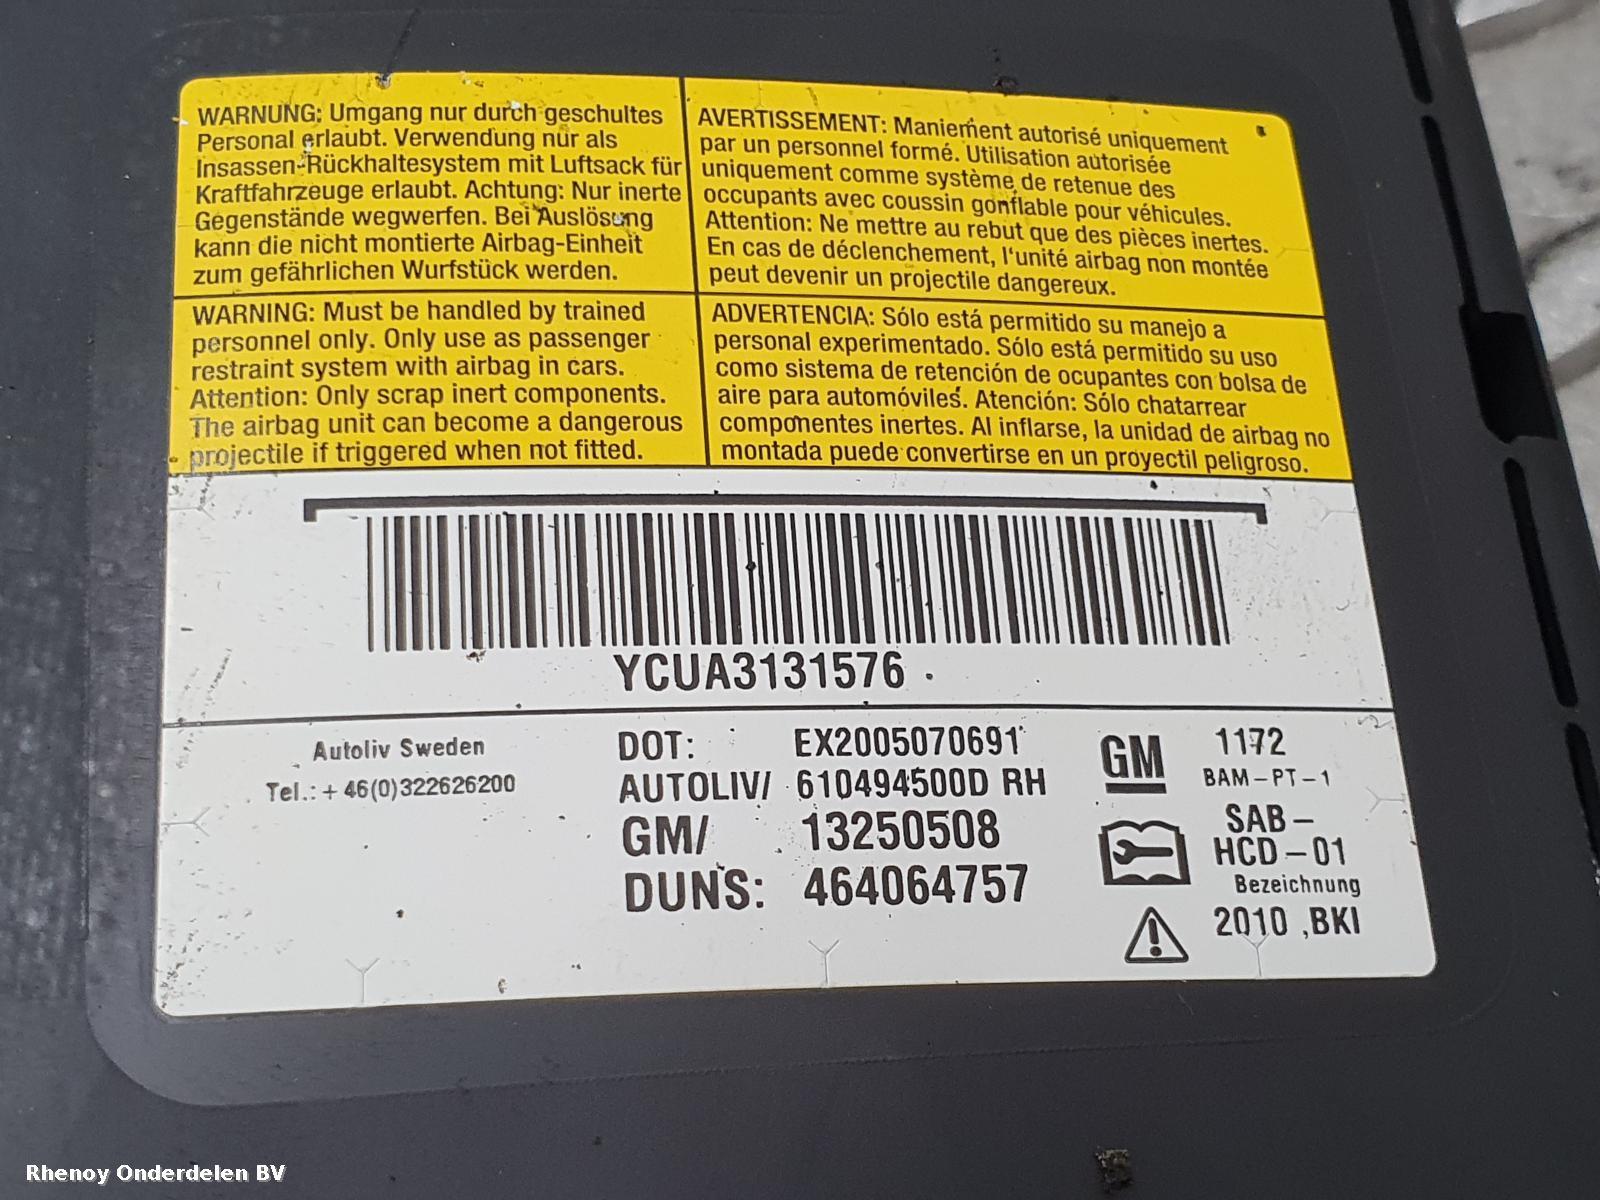 WARNUNG: Umgang nur durch geschultes
Personal erlaubt. Verwendung nur als
Insassen-Rückhaltesystem mit Luftsack für
Kraftfahrzeuge erlaubt. Achtung: Nur inerte
Gegenstände wegwerfen. Bei Auslösung
kann die nicht montierte Airbag-Einheit
zum gefährlichen Wurfstück werden.
AVERTISSEMENT: Maniement autorisé uniquement
par un personnel formé. Utilisation autorisée
uniquement comme système de retenue des
occupants avec coussin gonflable pour véhicules.
Attention: Ne mettre au rebut que des pièces inertes.
En cas de déclenchement, l'unité airbag non montée
peut devenir un projectile dangereux.
WARNING: Must be handled by trained
personnel only. Only use as passenger
restraint system with airbag in cars.
Attention: Only scrap inert components.
The airbag unit can become a dangerous
projectile if triggered when not fitted.
ADVERTENCIA: Sólo está permitido su manejo a
personal experimentado. Sólo está permitido su uso
como sistema de retención de ocupantes con bolsa de
aire para automóviles. Atención: Sólo chatarrear
componentes inertes. Al inflarse, la unidad de airbag no
montada puede convertirse en un proyectil peligroso.
YCUA3131576
Autoliv Sweden
Tel.: + 46(0)322626200
DOT: EX2005070691
AUTOLIV/ 610494500D RH
GM/ 13250508
DUNS: 464064757
GM
1172
BAM-PT-1
SAB-
HCD-01
Bezeichnung
2010 ,BKI
Rhenoy Onderdelen BV